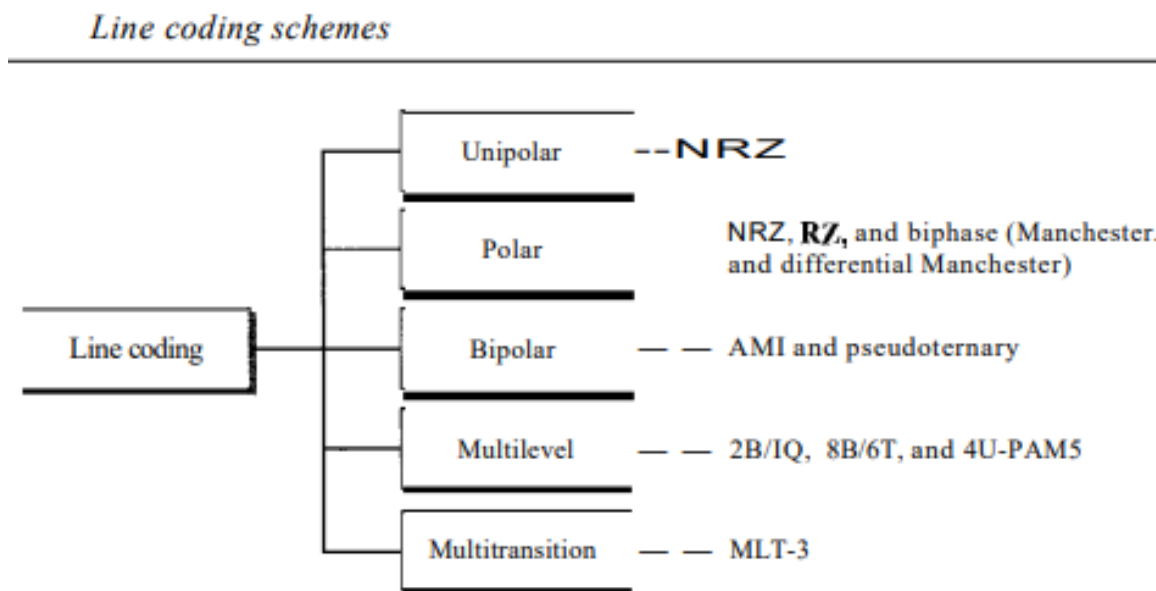 Line coding schemes
Unipolar --NRZ
Polar
NRZ, RZ, and biphase (Manchester.
and differential Manchester)
Line coding
Bipolar — — AMI and pseudoternary
Multilevel — — 2B/IQ, 8B/6T, and 4U-PAM5
Multitransition — — MLT-3